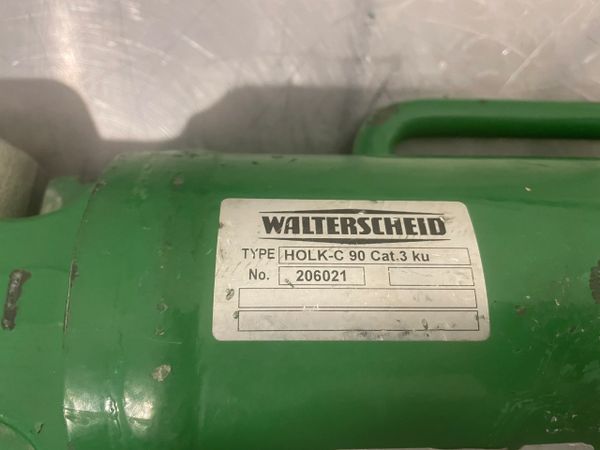 WALTERSCHEID
TYPE HOLK-C 90 Cat.3 ku
No. 206021